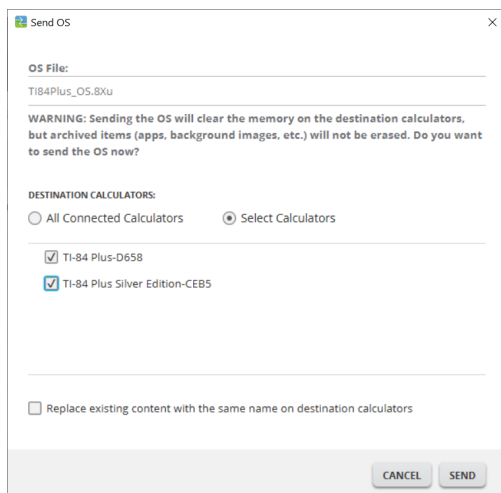 Send OS
OS File:
TI84Plus_OS.8Xu
WARNING: Sending the OS will clear the memory on the destination calculators,
but archived items (apps, background images, etc.) will not be erased. Do you want
to send the OS now?
DESTINATION CALCULATORS:
All Connected Calculators Select Calculators
TI-84 Plus-D658
TI-84 Plus Silver Edition-CEB5
Replace existing content with the same name on destination calculators
CANCEL SEND